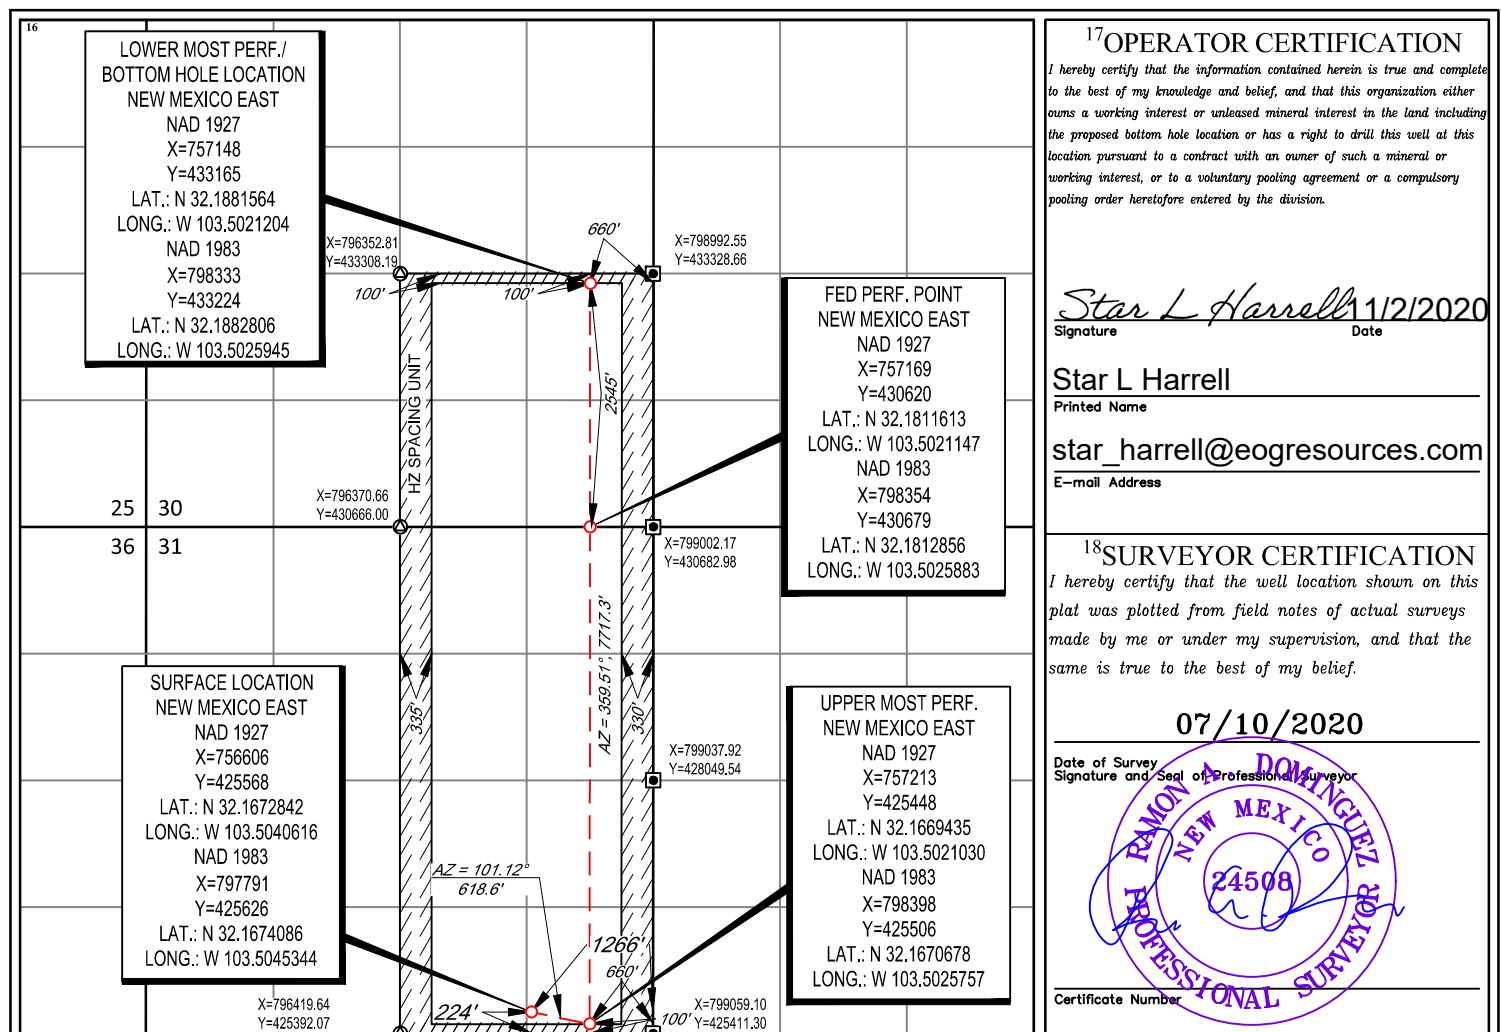 16
LOWER MOST PERF./
BOTTOM HOLE LOCATION
NEW MEXICO EAST
NAD 1927
X=757148
Y=433165
LAT.: N 32.1881564
LONG.: W 103.5021204
NAD 1983
X=798333
Y=433224
LAT.: N 32.1882806
LONG.: W 103.5025945
X=796352.81
Y=433308.19
660'
X=798992.55
Y=433328.66
100'
100'
FED PERF. POINT
NEW MEXICO EAST
NAD 1927
X=757169
Y=430620
LAT.: N 32.1811613
LONG.: W 103.5021147
NAD 1983
X=798354
Y=430679
LAT.: N 32.1812856
LONG.: W 103.5025883
HZ SPACING UNIT
2545'
X=796370.66
Y=430666.00
25 30
36 31
X=799002.17
Y=430682.98
AZ = 359.51°, 7717.3'
335'
330'
SURFACE LOCATION
NEW MEXICO EAST
NAD 1927
X=756606
Y=425568
LAT.: N 32.1672842
LONG.: W 103.5040616
NAD 1983
X=797791
Y=425626
LAT.: N 32.1674086
LONG.: W 103.5045344
X=799037.92
Y=428049.54
UPPER MOST PERF.
NEW MEXICO EAST
NAD 1927
X=757213
Y=425448
LAT.: N 32.1669435
LONG.: W 103.5021030
NAD 1983
X=798398
Y=425506
LAT.: N 32.1670678
LONG.: W 103.5025757
AZ = 101.12°
618.6'
1266'
660'
224'
100'
X=796419.64
Y=425392.07
X=799059.10
Y=425411.30
17OPERATOR CERTIFICATION
I hereby certify that the information contained herein is true and complete
to the best of my knowledge and belief, and that this organization either
owns a working interest or unleased mineral interest in the land including
the proposed bottom hole location or has a right to drill this well at this
location pursuant to a contract with an owner of such a mineral or
working interest, or to a voluntary pooling agreement or a compulsory
pooling order heretofore entered by the division.
Star L Harrell 11/2/2020
Signature Date
Star L Harrell
Printed Name
star_harrell@eogresources.com
E-mail Address
18SURVEYOR CERTIFICATION
I hereby certify that the well location shown on this
plat was plotted from field notes of actual surveys
made by me or under my supervision, and that the
same is true to the best of my belief.
07/10/2020
Date of Survey
Signature and Seal of Professional Surveyor
RAMON A. DOMINGUEZ
NEW MEXICO
24508
PROFESSIONAL SURVEYOR
Certificate Number